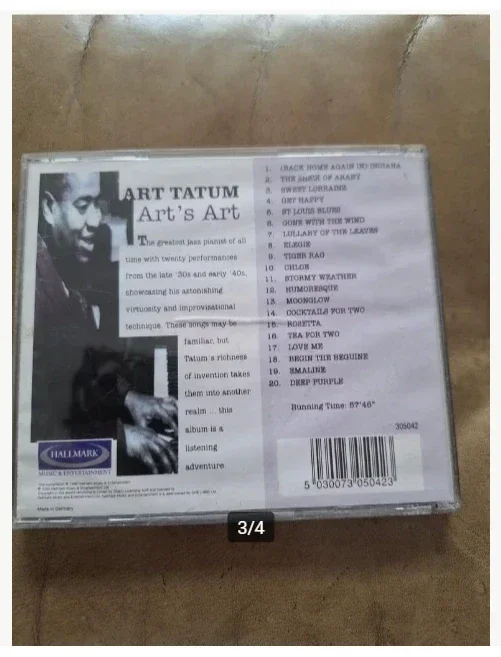 ART TATUM
Art's Art
The greatest jazz pianist of all
time with twenty performances
from the late '30s and early '40s,
showcasing his astonishing
virtuosity and improvisational
technique. These songs may be
familiar, but
Tatum's richness
of invention takes
them into another
realm ... this
album is a
listening
adventure.
HALLMARK
MUSIC & ENTERTAINMENT
Made in Germany
1. (BACK HOME AGAIN IN) INDIANA
2. THE SHEIK OF ARABY
3. SWEET LORRAINE
4. GET HAPPY
5. ST LOUIS BLUES
6. GONE WITH THE WIND
7. LULLABY OF THE LEAVES
8. ELEGIE
9. TIGER RAG
10. CHLOE
11. STORMY WEATHER
12. HUMORESQUE
13. MOONGLOW
14. COCKTAILS FOR TWO
15. ROSETTA
16. TEA FOR TWO
17. LOVE ME
18. BEGIN THE BEGUINE
19. EMALINE
20. DEEP PURPLE
Running Time: 57'46"
305042
5 030073 050423
3/4